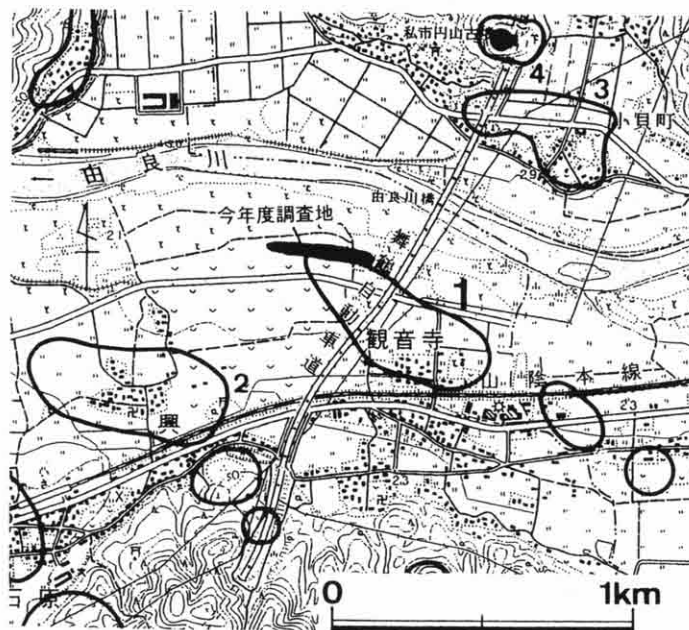 私市円山古墳
4
3
小貝町
由良川
由良川橋
今年度調査地
舞鶴自動車道
1
観音寺
山陰本線
2
興
石原
0 1km